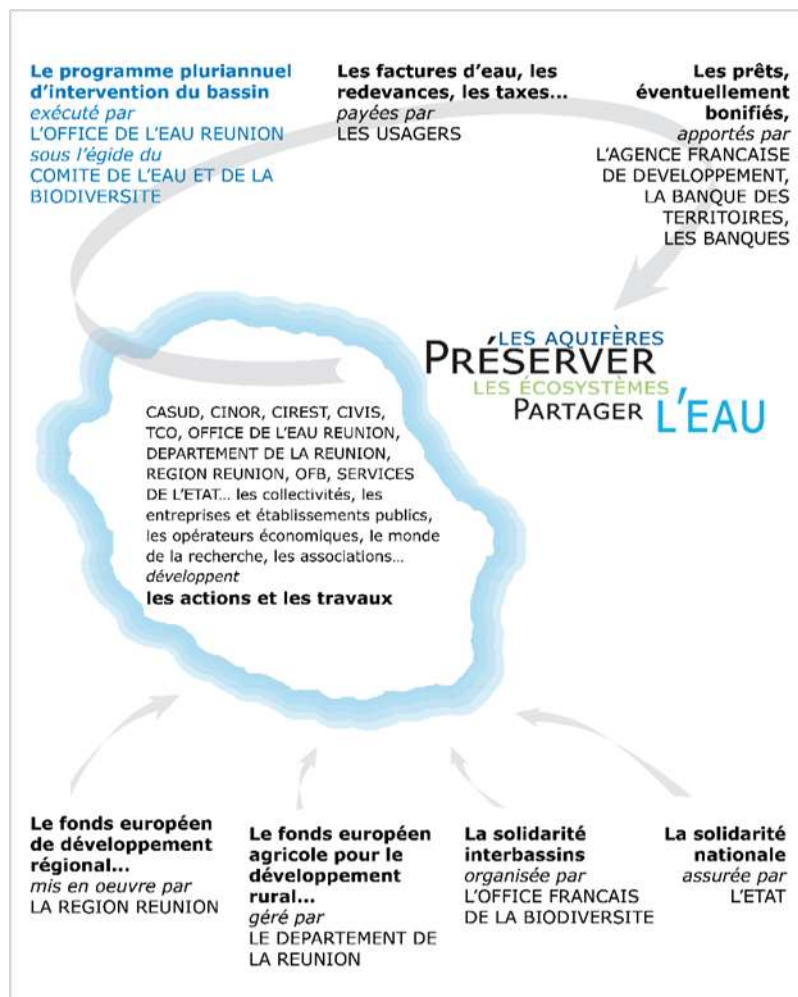 Le programme pluriannuel
d'intervention du bassin
exécuté par
L'OFFICE DE L'EAU REUNION
sous l'égide du
COMITE DE L'EAU ET DE LA
BIODIVERSITE
Les factures d'eau, les
redevances, les taxes...
payées par
LES USAGERS
Les prêts,
éventuellement
bonifiés,
apportés par
L'AGENCE FRANCAISE
DE DEVELOPPEMENT,
LA BANQUE DES
TERRITOIRES,
LES BANQUES
LES AQUIFÈRES
PRÉSERVER
LES ÉCOSYSTÈMES
PARTAGER L'EAU
CASUD, CINOR, CIREST, CIVIS,
TCO, OFFICE DE L'EAU REUNION,
DEPARTEMENT DE LA REUNION,
REGION REUNION, OFB, SERVICES
DE L'ETAT... les collectivités, les
entreprises et établissements publics,
les opérateurs économiques, le monde
de la recherche, les associations...
développent
les actions et les travaux
Le fonds européen
de développement
régional...
mis en oeuvre par
LA REGION REUNION
Le fonds européen
agricole pour le
développement
rural...
géré par
LE DEPARTEMENT DE
LA REUNION
La solidarité
interbassins
organisée par
L'OFFICE FRANCAIS
DE LA BIODIVERSITE
La solidarité
nationale
assurée par
L'ETAT